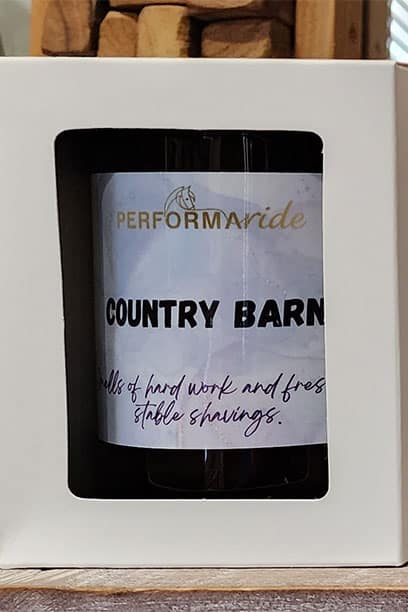 PERFORMAride
COUNTRY BARN
of hard work and
stable shavings.